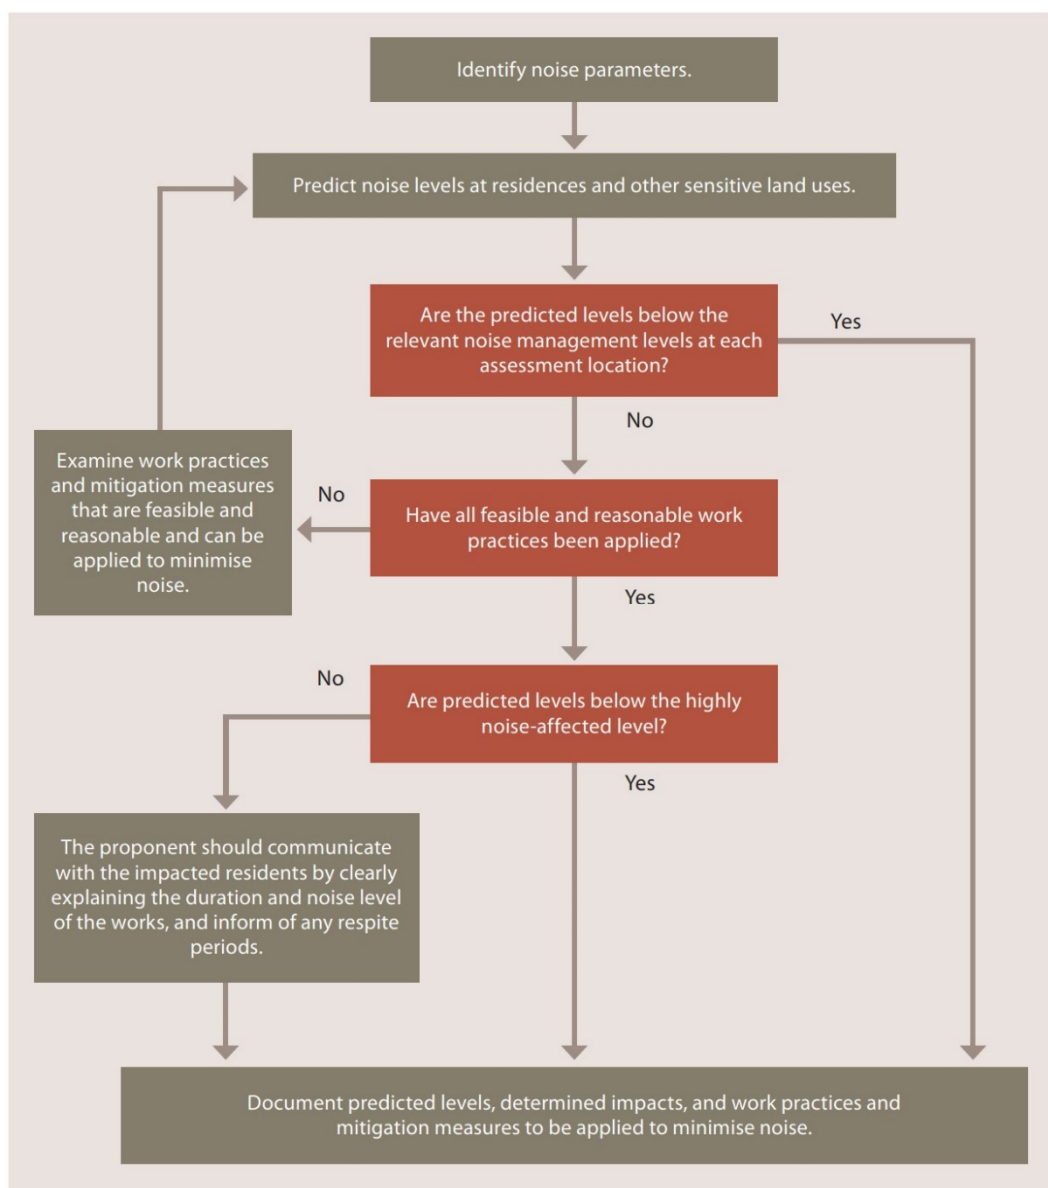 Identify noise parameters.
Predict noise levels at residences and other sensitive land uses.
Are the predicted levels below the
relevant noise management levels at each
assessment location?
Yes
No
Examine work practices
and mitigation measures
that are feasible and
reasonable and can be
applied to minimise
noise.
No
Have all feasible and reasonable work
practices been applied?
Yes
No
Are predicted levels below the highly
noise-affected level?
Yes
The proponent should communicate
with the impacted residents by clearly
explaining the duration and noise level
of the works, and inform of any respite
periods.
Document predicted levels, determined impacts, and work practices and
mitigation measures to be applied to minimise noise.